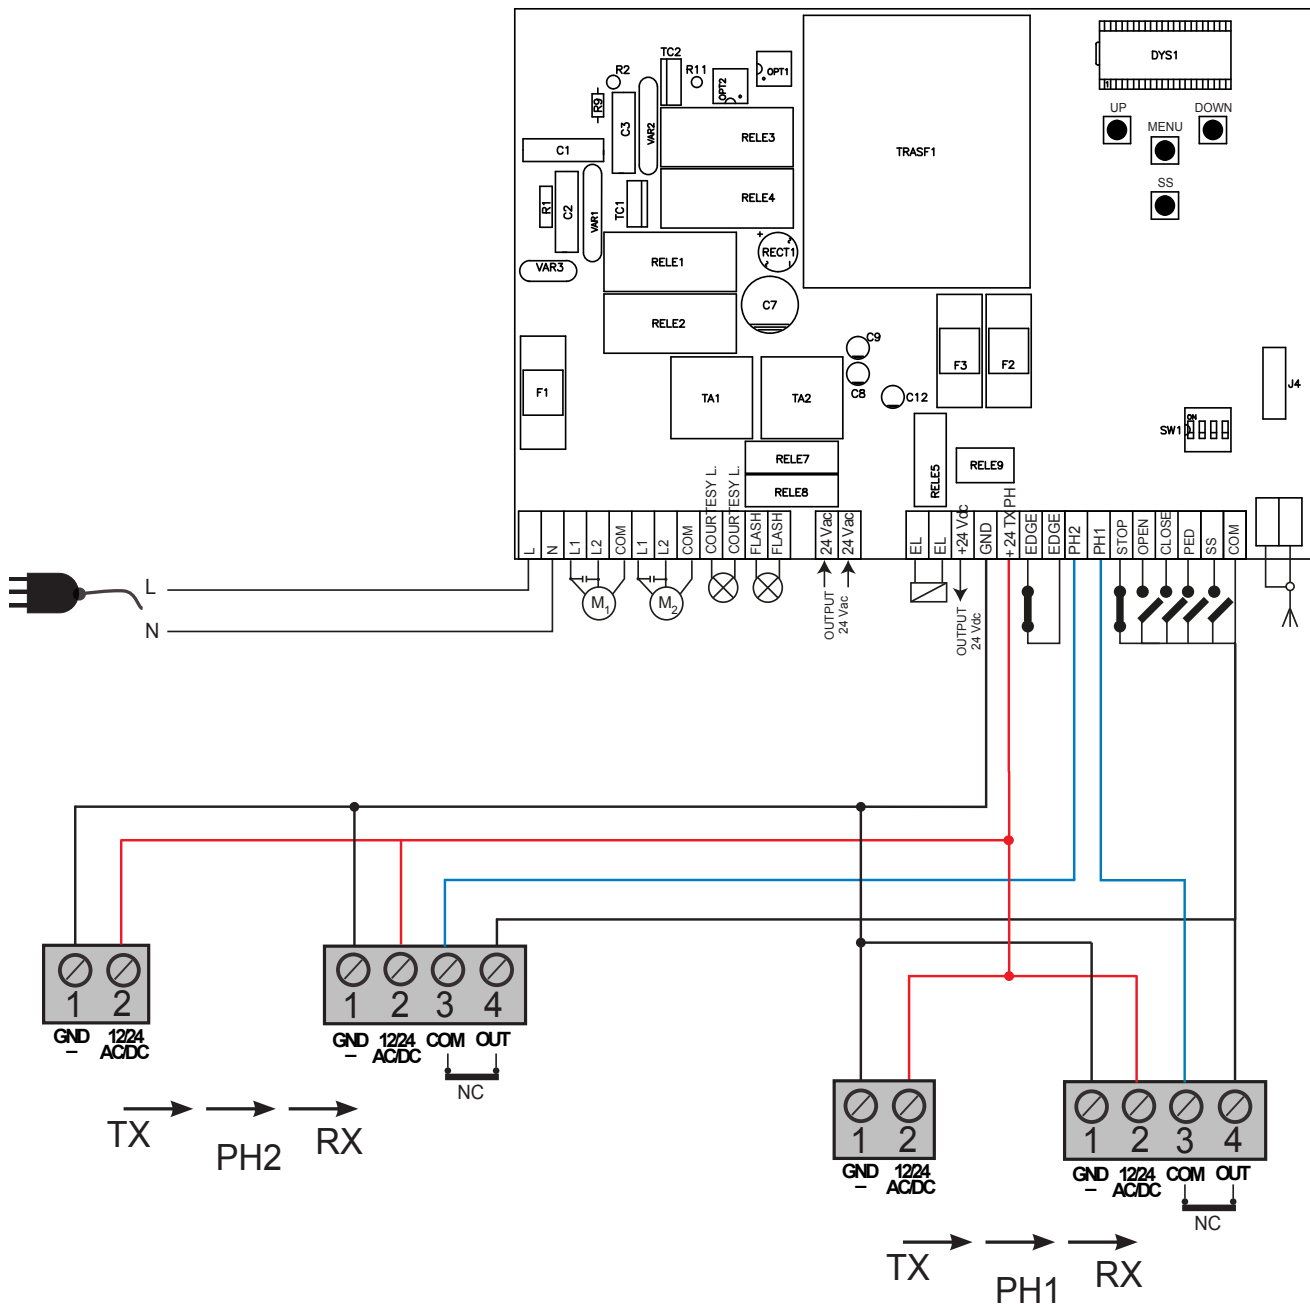 TC2
R2
R11
OPT2
OPT1
DYS1
1
R9
C3
VAR2
RELE3
TRASF1
UP
DOWN
MENU
C1
SS
R1
C2
VAR1
TC1
RELE4
+
RECT1
VAR3
RELE1
C7
RELE2
C9
C8
C12
F1
TA1
TA2
F3
F2
J4
ON
SW1
RELE7
RELE8
RELE5
RELE9
L
N
L1
L2
COM
L1
L2
COM
COURTESY L.
COURTESY L.
FLASH
FLASH
24 Vac
24 Vac
EL
EL
+24 Vdc
GND
+ 24 TX PH
EDGE
EDGE
PH2
PH1
STOP
OPEN
CLOSE
PED
SS
COM
L
N
M1
M2
OUTPUT
24 Vac
OUTPUT
24 Vdc
1 2
GND 12/24
– AC/DC
1 2 3 4
GND 12/24 COM OUT
– AC/DC
NC
TX PH2 RX
1 2
GND 12/24
– AC/DC
1 2 3 4
GND 12/24 COM OUT
– AC/DC
NC
TX PH1 RX